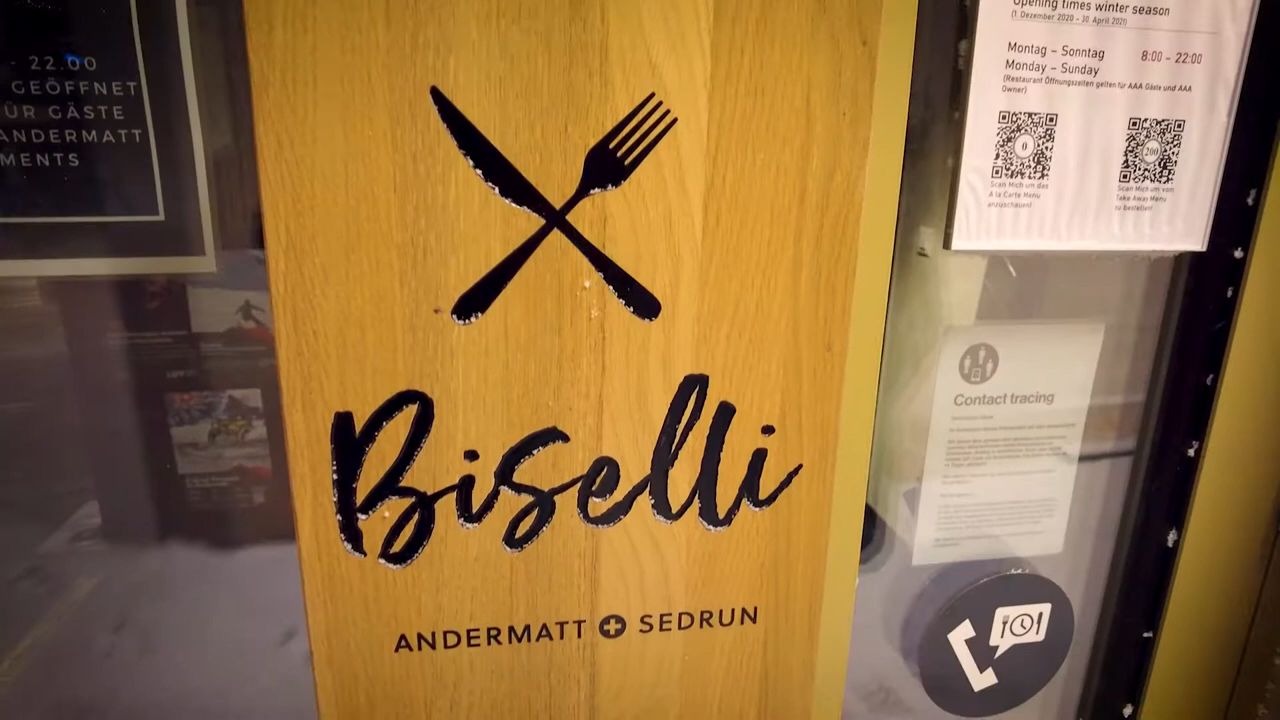 - 22.00
GEÖFFNET
ÜR GÄSTE
ANDERMATT
MENTS
Biselli
ANDERMATT + SEDRUN
Opening times winter season
(1. Dezember 2020 - 30. April 2020)
Montag – Sonntag 8:00 – 22:00
Monday – Sunday
(Restaurant Öffnungszeiten gelten für AAA Gäste und AAA
Owner)
0
200
Scan Mich um das
A la Carte Menu
anzuschauen!
Scan Mich um vom
Take Away Menu
zu bestellen!
Contact tracing